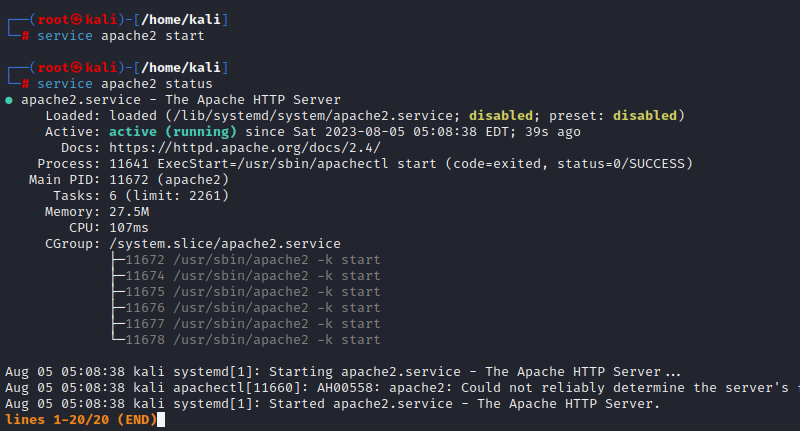 ┌──(root㉿kali)-[/home/kali]
└─# service apache2 start
┌──(root㉿kali)-[/home/kali]
└─# service apache2 status
● apache2.service - The Apache HTTP Server
Loaded: loaded (/lib/systemd/system/apache2.service; disabled; preset: disabled)
Active: active (running) since Sat 2023-08-05 05:08:38 EDT; 39s ago
Docs: https://httpd.apache.org/docs/2.4/
Process: 11641 ExecStart=/usr/sbin/apachectl start (code=exited, status=0/SUCCESS)
Main PID: 11672 (apache2)
Tasks: 6 (limit: 2261)
Memory: 27.5M
CPU: 107ms
CGroup: /system.slice/apache2.service
├─11672 /usr/sbin/apache2 -k start
├─11674 /usr/sbin/apache2 -k start
├─11675 /usr/sbin/apache2 -k start
├─11676 /usr/sbin/apache2 -k start
├─11677 /usr/sbin/apache2 -k start
└─11678 /usr/sbin/apache2 -k start
Aug 05 05:08:38 kali systemd[1]: Starting apache2.service - The Apache HTTP Server...
Aug 05 05:08:38 kali apachectl[11660]: AH00558: apache2: Could not reliably determine the server's
Aug 05 05:08:38 kali systemd[1]: Started apache2.service - The Apache HTTP Server.
lines 1-20/20 (END)